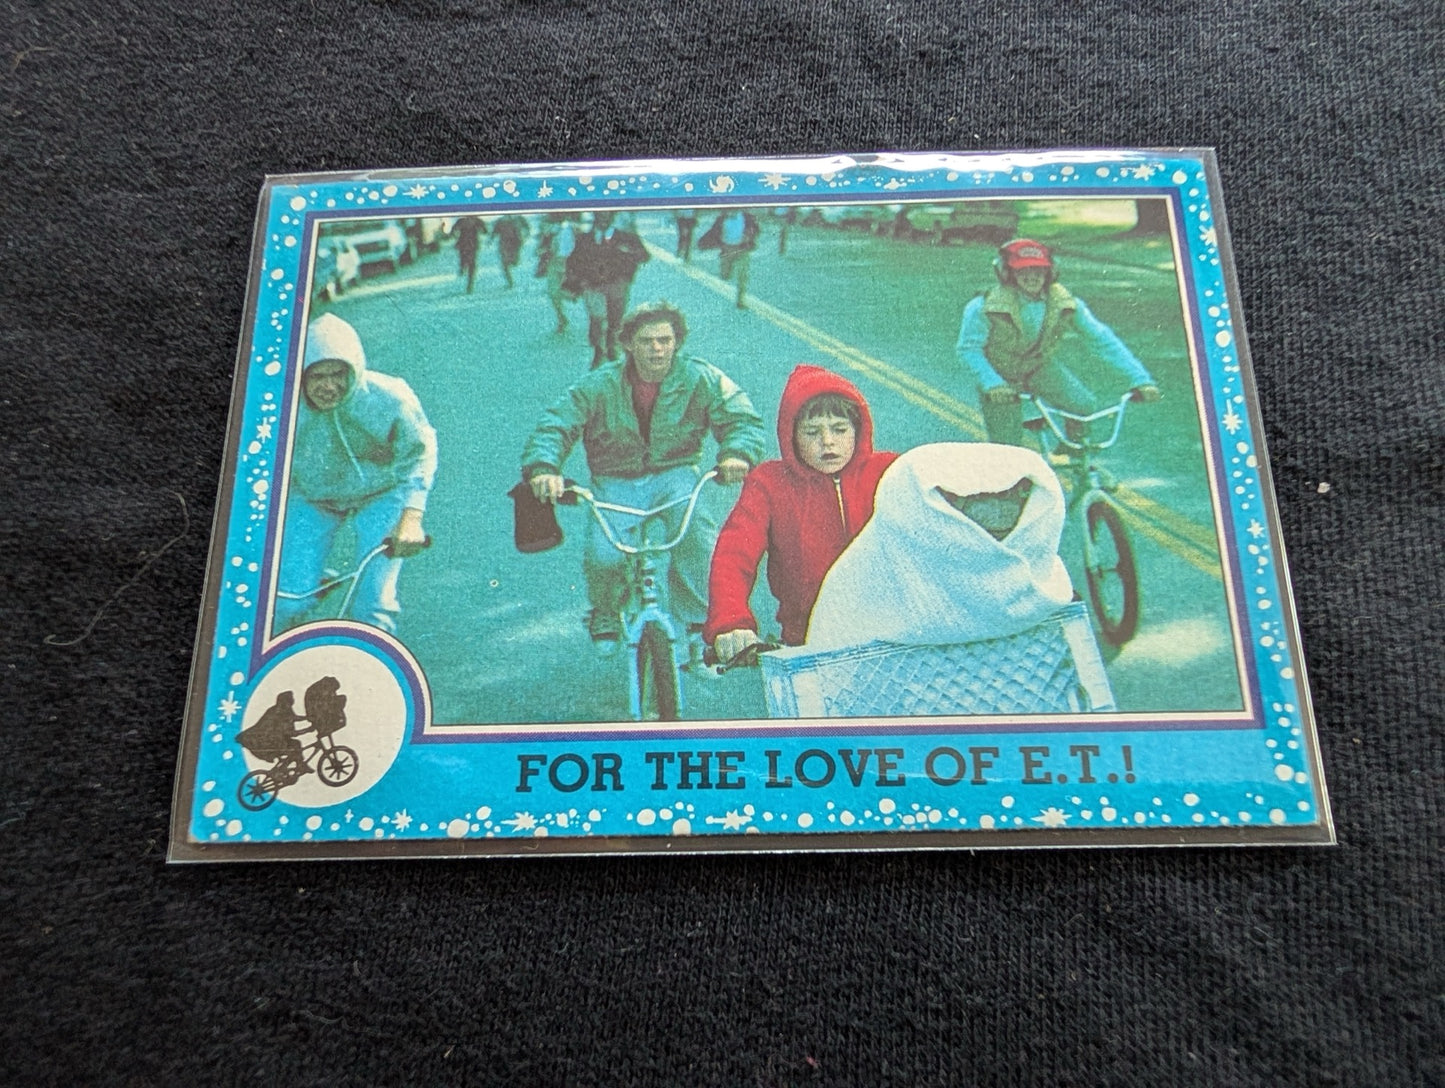 FOR THE LOVE OF E.T.!